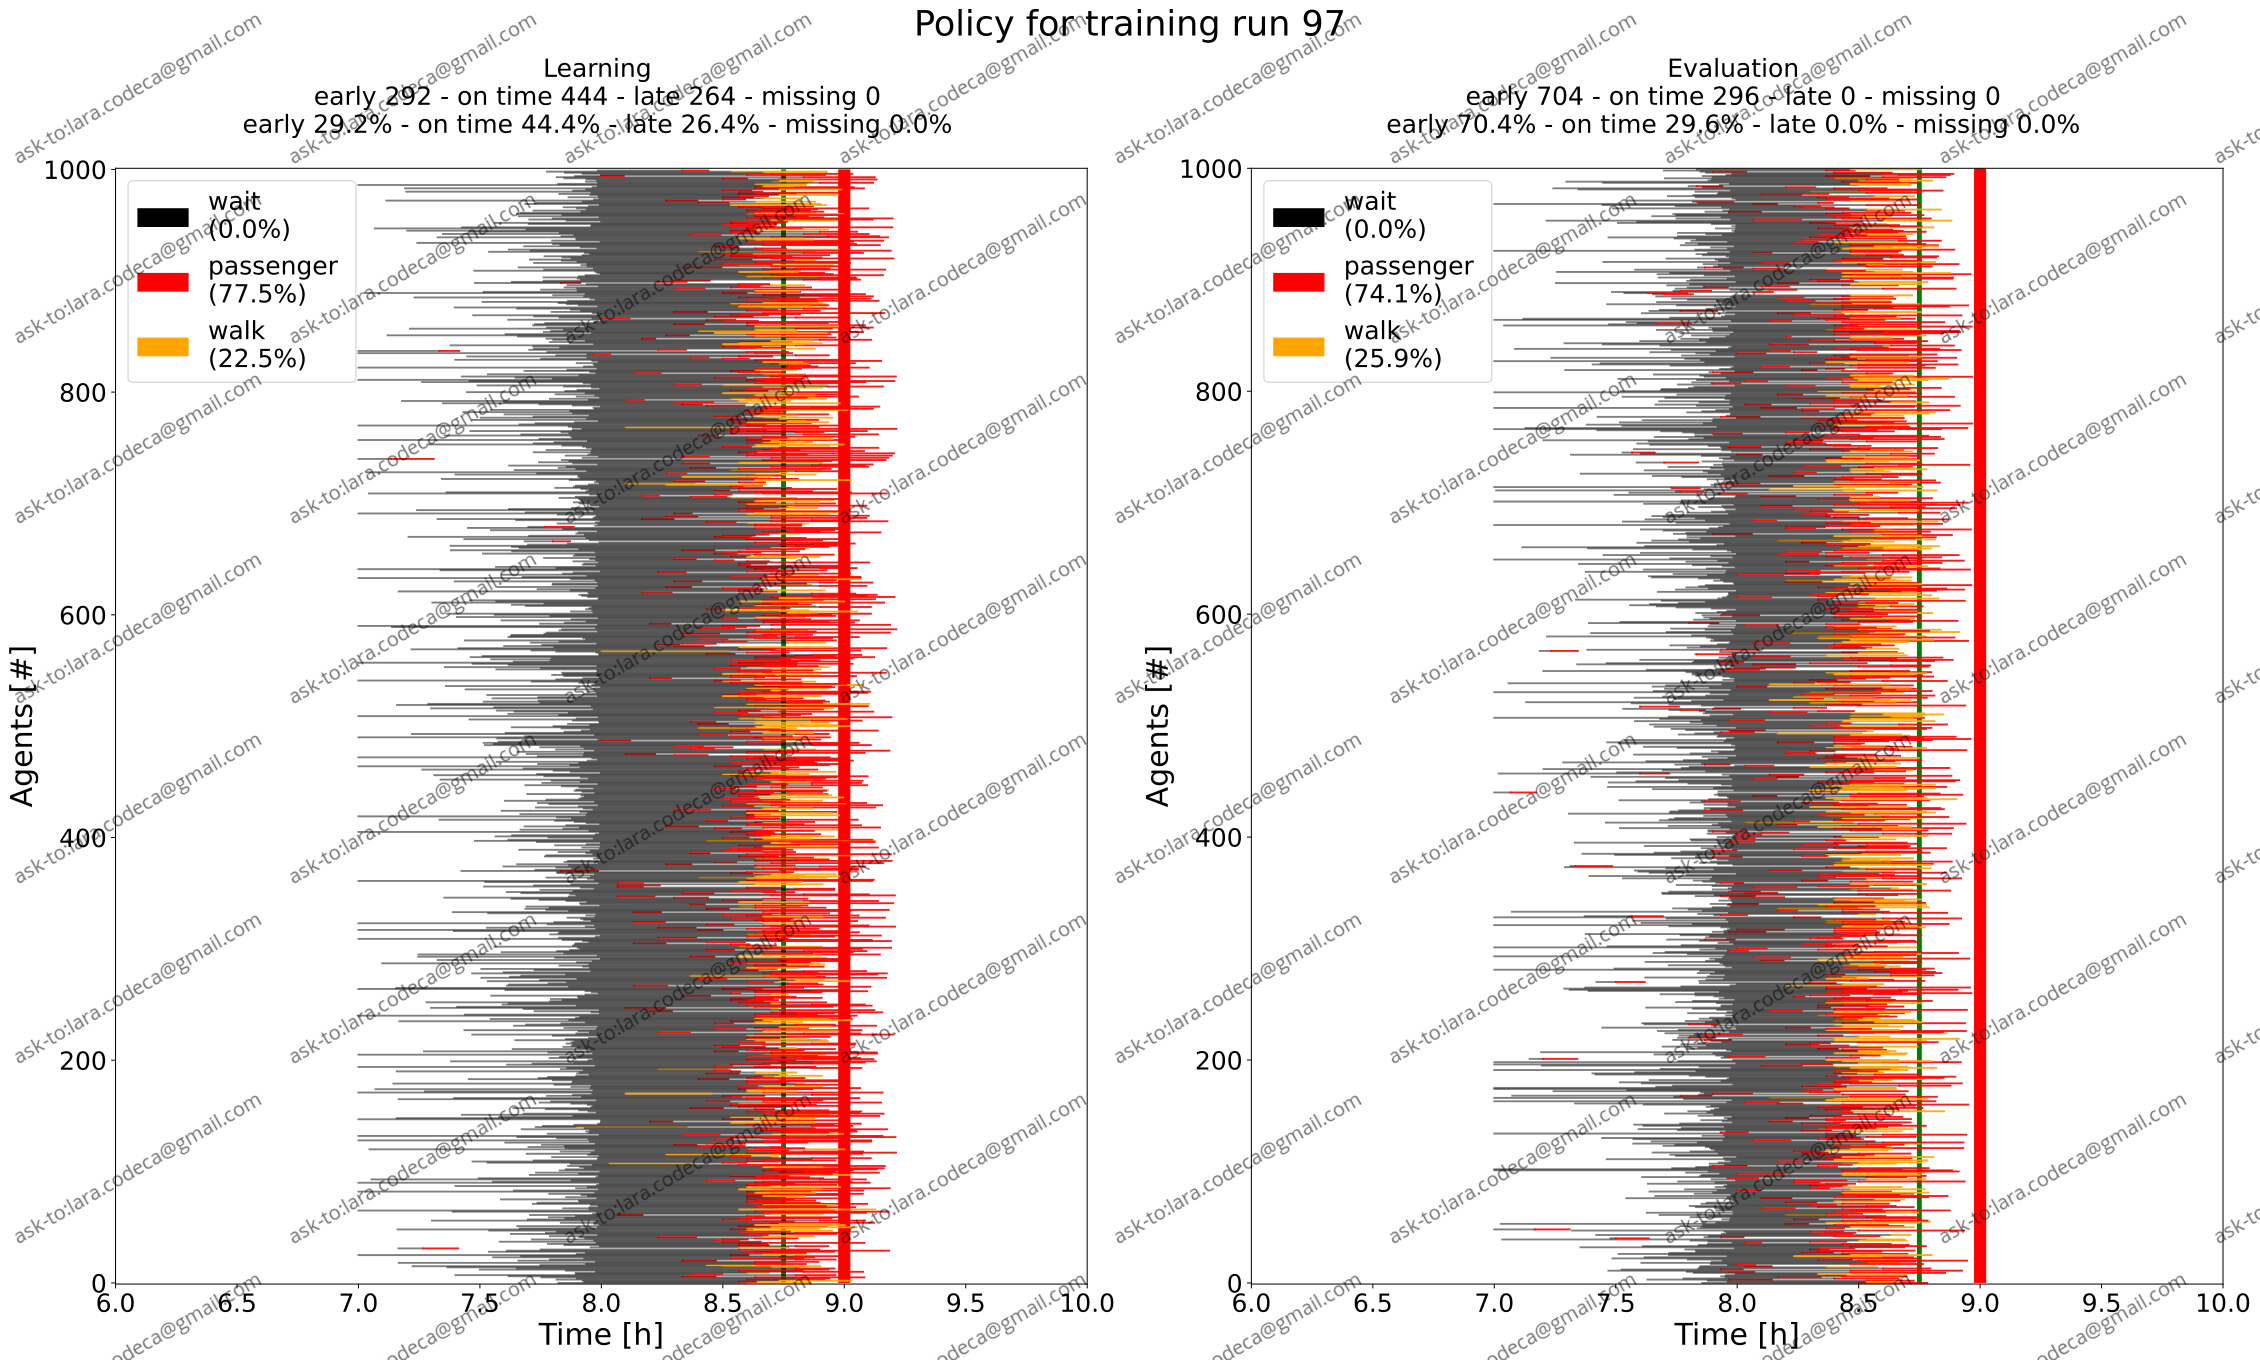 Policy for training run 97
Learning
early 292 - on time 444 - late 264 - missing 0
early 29.2% - on time 44.4% - late 26.4% - missing 0.0%
1000
800
600
400
200
0
Agents [#]
wait
(0.0%)
passenger
(77.5%)
walk
(22.5%)
6.0 6.5 7.0 7.5 8.0 8.5 9.0 9.5 10.0
Time [h]
Evaluation
early 704 - on time 296 - late 0 - missing 0
early 70.4% - on time 29.6% - late 0.0% - missing 0.0%
1000
800
600
400
200
0
Agents [#]
wait
(0.0%)
passenger
(74.1%)
walk
(25.9%)
6.0 6.5 7.0 7.5 8.0 8.5 9.0 9.5 10.0
Time [h]
ask-to:lara.codeca@gmail.com